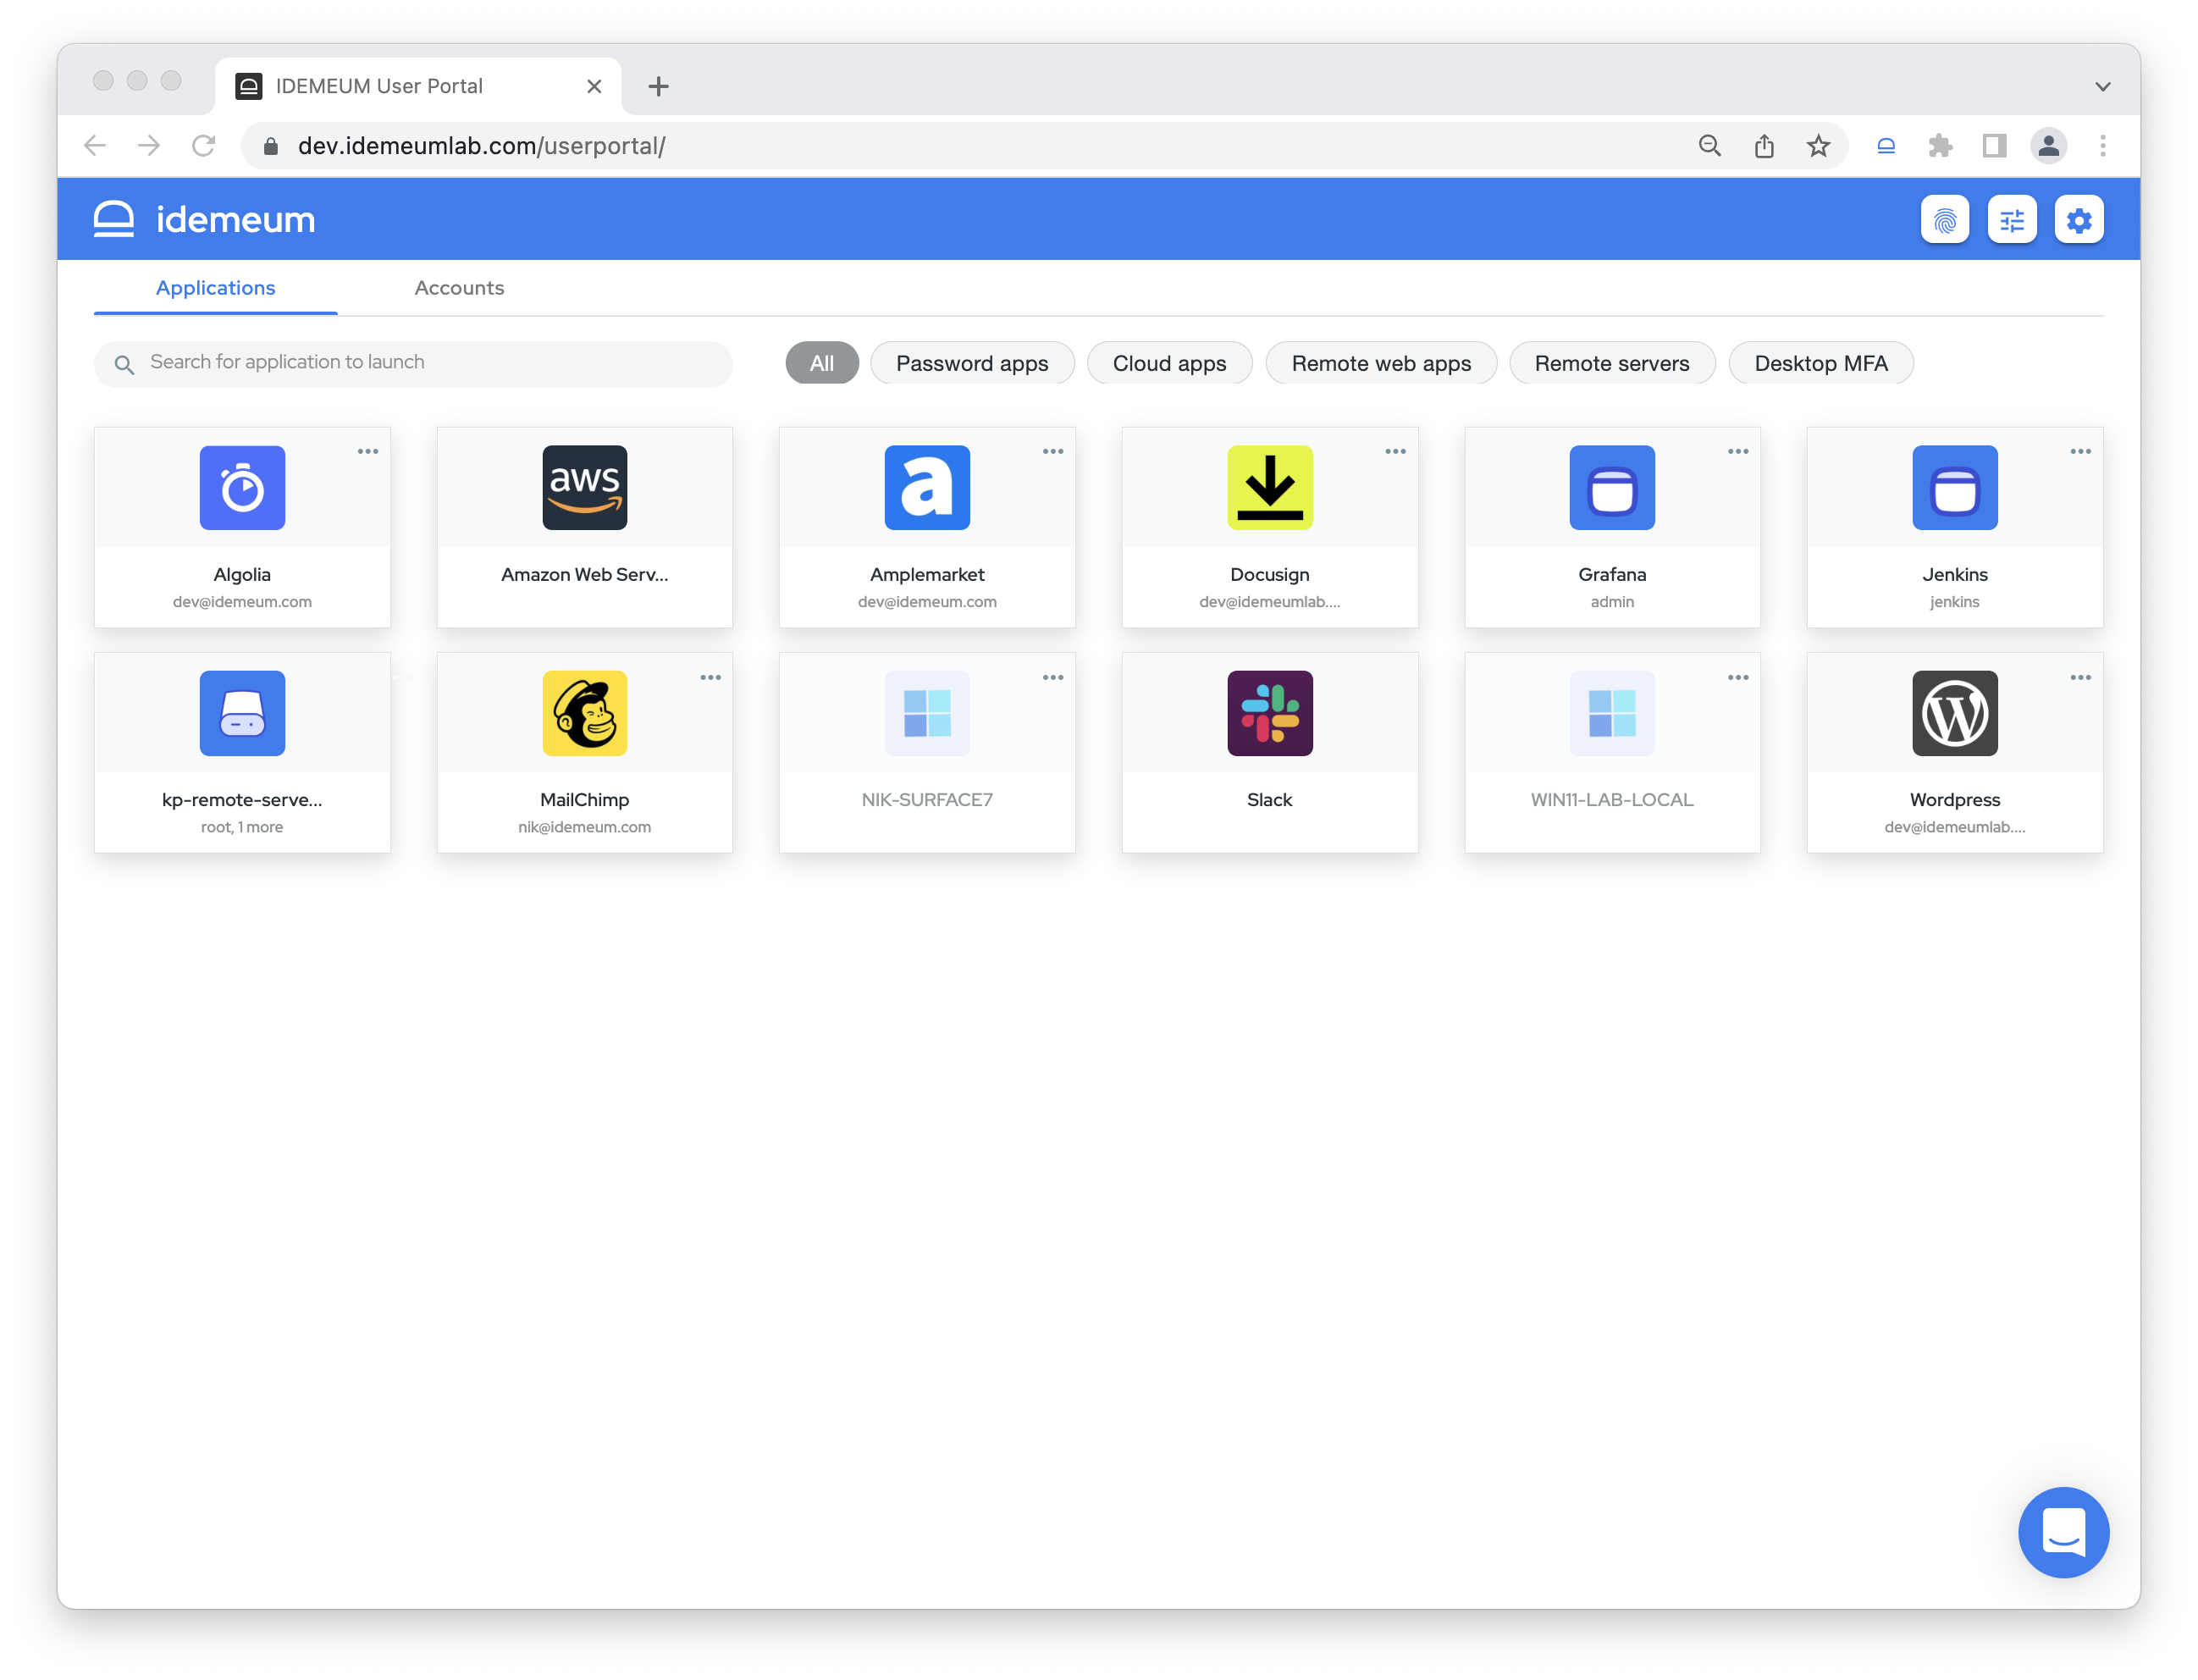 IDEMEUM User Portal
dev.idemeumlab.com/userportal/
idemeum
Applications Accounts
Search for application to launch
All Password apps Cloud apps Remote web apps Remote servers Desktop MFA
aws
a
Algolia Amazon Web Serv... Amplemarket Docusign Grafana Jenkins
dev@idemeum.com dev@idemeum.com dev@idemeumlab.... admin jenkins
W
kp-remote-serve... MailChimp NIK-SURFACE7 Slack WIN11-LAB-LOCAL Wordpress
root, 1 more nik@idemeum.com dev@idemeumlab....